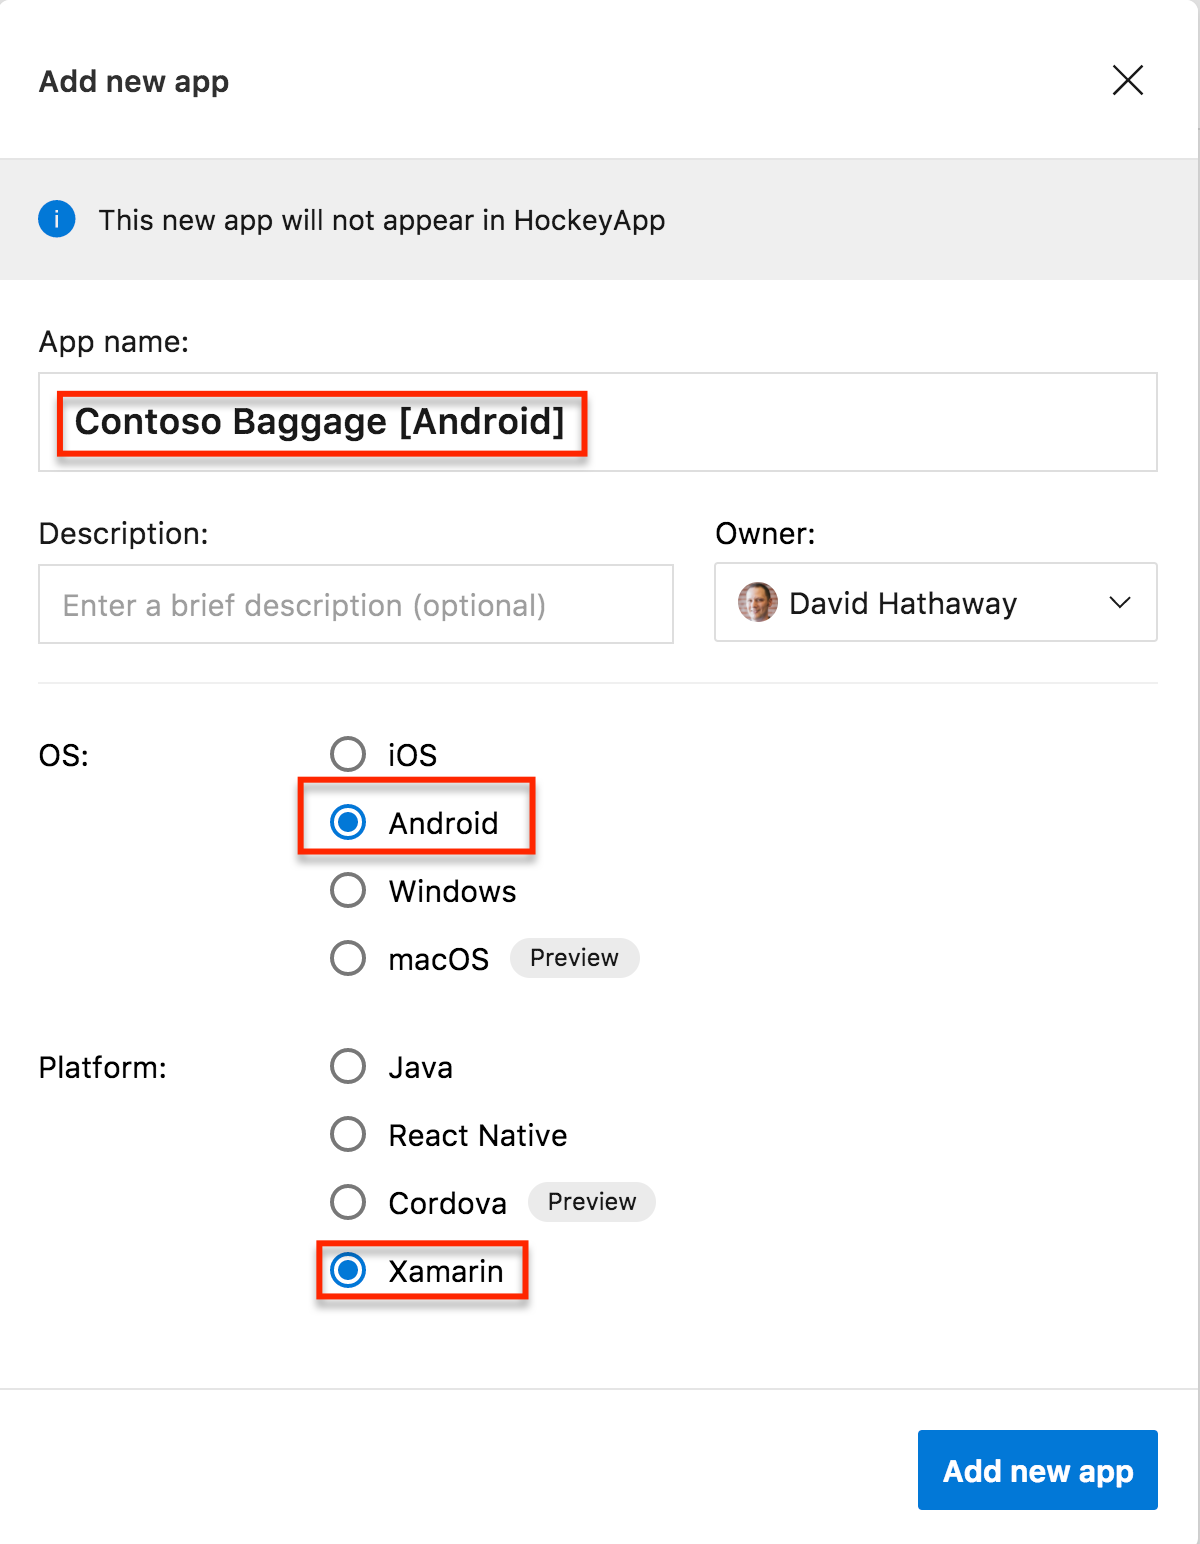 Add new app
i
This new app will not appear in HockeyApp
App name:
Contoso Baggage [Android]
Description:
Owner:
Enter a brief description (optional)
David Hathaway
OS:
iOS
Android
Windows
macOS Preview
Platform:
Java
React Native
Cordova Preview
Xamarin
Add new app